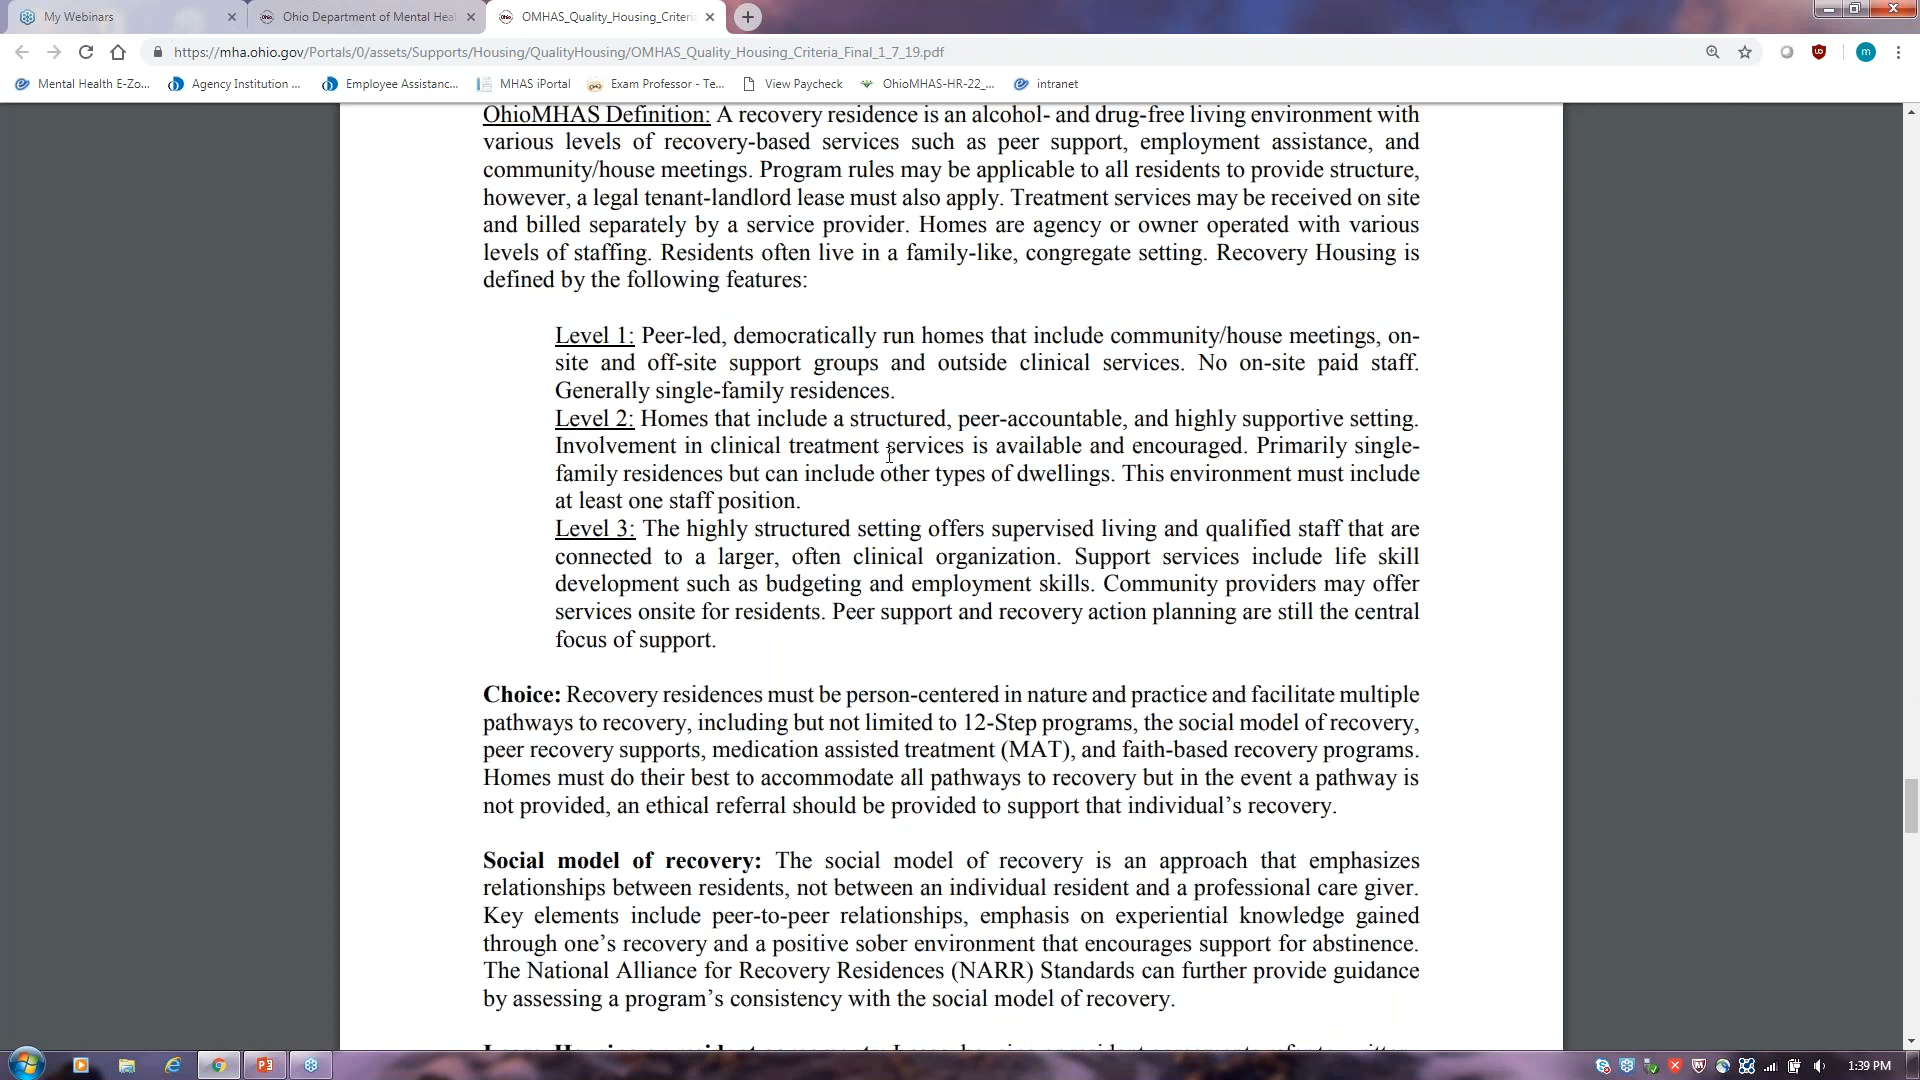 My Webinars
Ohio Department of Mental Heal
OMHAS_Quality_Housing_Criteria
https://mha.ohio.gov/Portals/0/assets/Supports/Housing/QualityHousing/OMHAS_Quality_Housing_Criteria_Final_1_7_19.pdf
m
Mental Health E-Zo... Agency Institution ... Employee Assistanc... MHAS iPortal Exam Professor - Te... View Paycheck OhioMHAS-HR-22_... intranet
OhioMHAS Definition: A recovery residence is an alcohol- and drug-free living environment with
various levels of recovery-based services such as peer support, employment assistance, and
community/house meetings. Program rules may be applicable to all residents to provide structure,
however, a legal tenant-landlord lease must also apply. Treatment services may be received on site
and billed separately by a service provider. Homes are agency or owner operated with various
levels of staffing. Residents often live in a family-like, congregate setting. Recovery Housing is
defined by the following features:
Level 1: Peer-led, democratically run homes that include community/house meetings, on-
site and off-site support groups and outside clinical services. No on-site paid staff.
Generally single-family residences.
Level 2: Homes that include a structured, peer-accountable, and highly supportive setting.
Involvement in clinical treatment services is available and encouraged. Primarily single-
family residences but can include other types of dwellings. This environment must include
at least one staff position.
Level 3: The highly structured setting offers supervised living and qualified staff that are
connected to a larger, often clinical organization. Support services include life skill
development such as budgeting and employment skills. Community providers may offer
services onsite for residents. Peer support and recovery action planning are still the central
focus of support.
Choice: Recovery residences must be person-centered in nature and practice and facilitate multiple
pathways to recovery, including but not limited to 12-Step programs, the social model of recovery,
peer recovery supports, medication assisted treatment (MAT), and faith-based recovery programs.
Homes must do their best to accommodate all pathways to recovery but in the event a pathway is
not provided, an ethical referral should be provided to support that individual's recovery.
Social model of recovery: The social model of recovery is an approach that emphasizes
relationships between residents, not between an individual resident and a professional care giver.
Key elements include peer-to-peer relationships, emphasis on experiential knowledge gained
through one's recovery and a positive sober environment that encourages support for abstinence.
The National Alliance for Recovery Residences (NARR) Standards can further provide guidance
by assessing a program's consistency with the social model of recovery.
1:39 PM